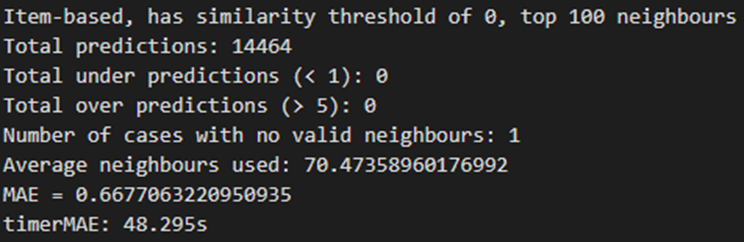 Item-based, has similarity threshold of 0, top 100 neighbours
Total predictions: 14464
Total under predictions (< 1): 0
Total over predictions (> 5): 0
Number of cases with no valid neighbours: 1
Average neighbours used: 70.47358960176992
MAE = 0.6677063220950935
timerMAE: 48.295s